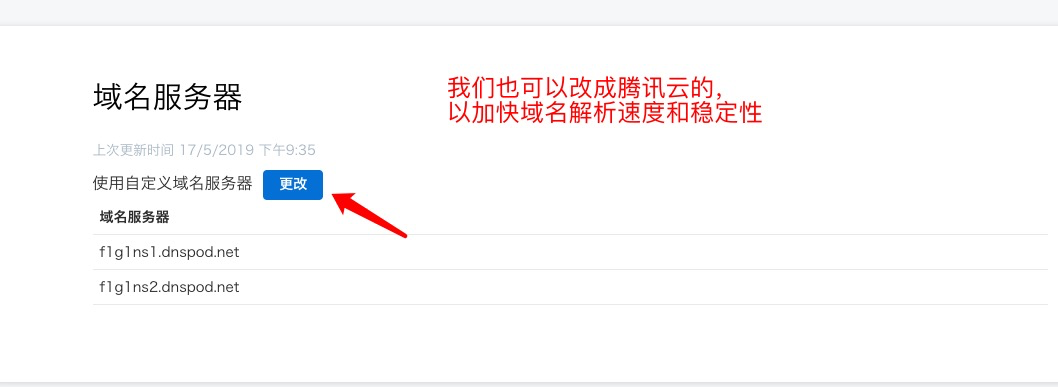 域名服务器
我们也可以改成腾讯云的，
以加快域名解析速度和稳定性
上次更新时间 17/5/2019 下午9:35
使用自定义域名服务器 更改
域名服务器
f1g1ns1.dnspod.net
f1g1ns2.dnspod.net